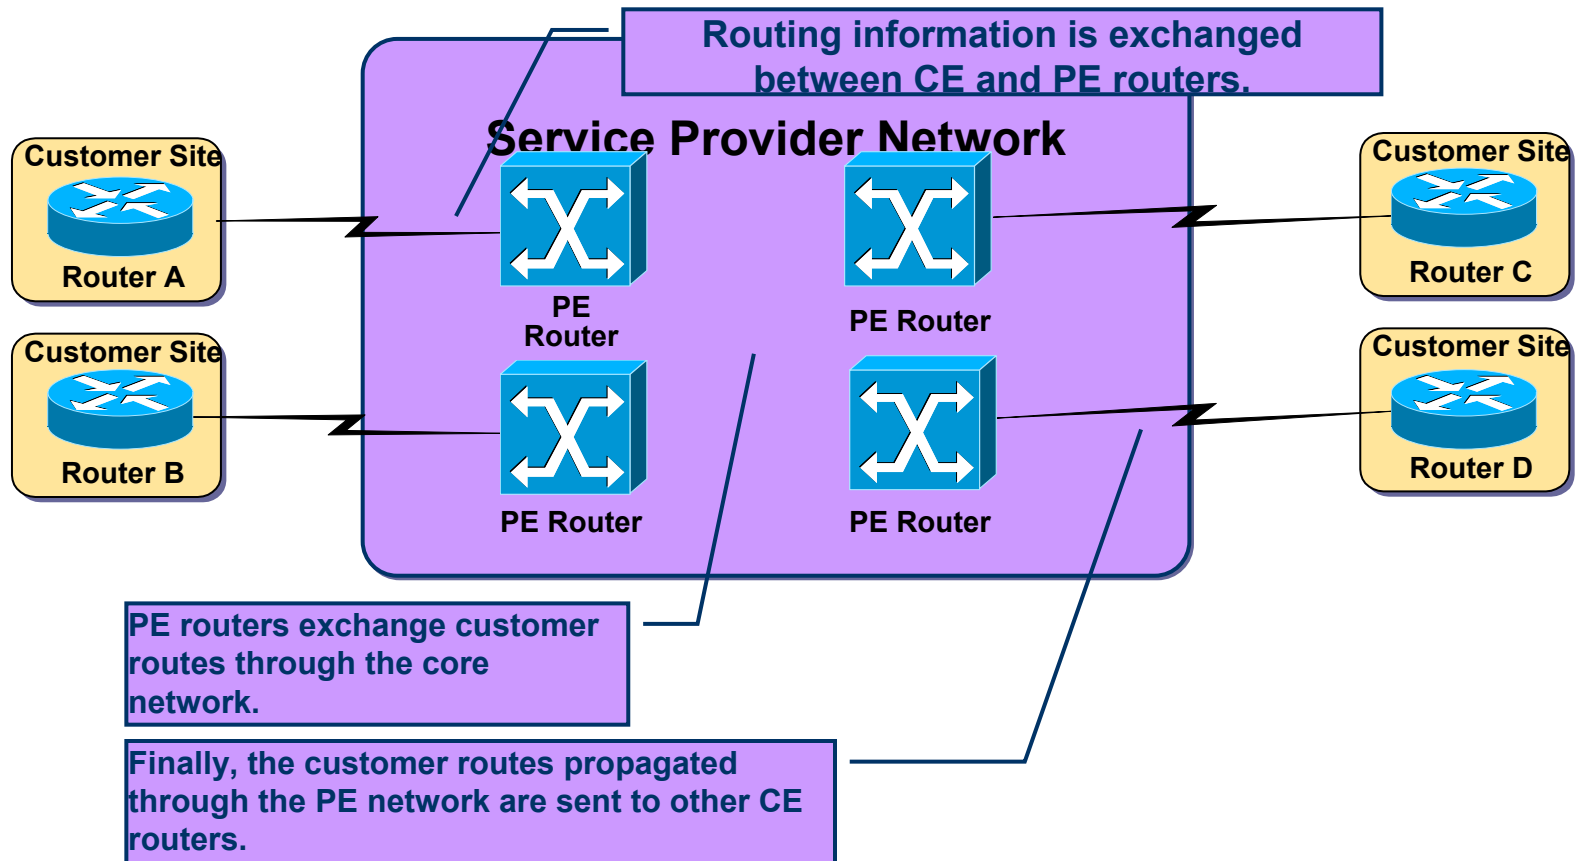 Routing information is exchanged
between CE and PE routers.
Service Provider Network
Customer Site
Router A
Customer Site
Router B
PE
Router
PE Router
PE Router
PE Router
Customer Site
Router C
Customer Site
Router D
PE routers exchange customer
routes through the core
network.
Finally, the customer routes propagated
through the PE network are sent to other CE
routers.